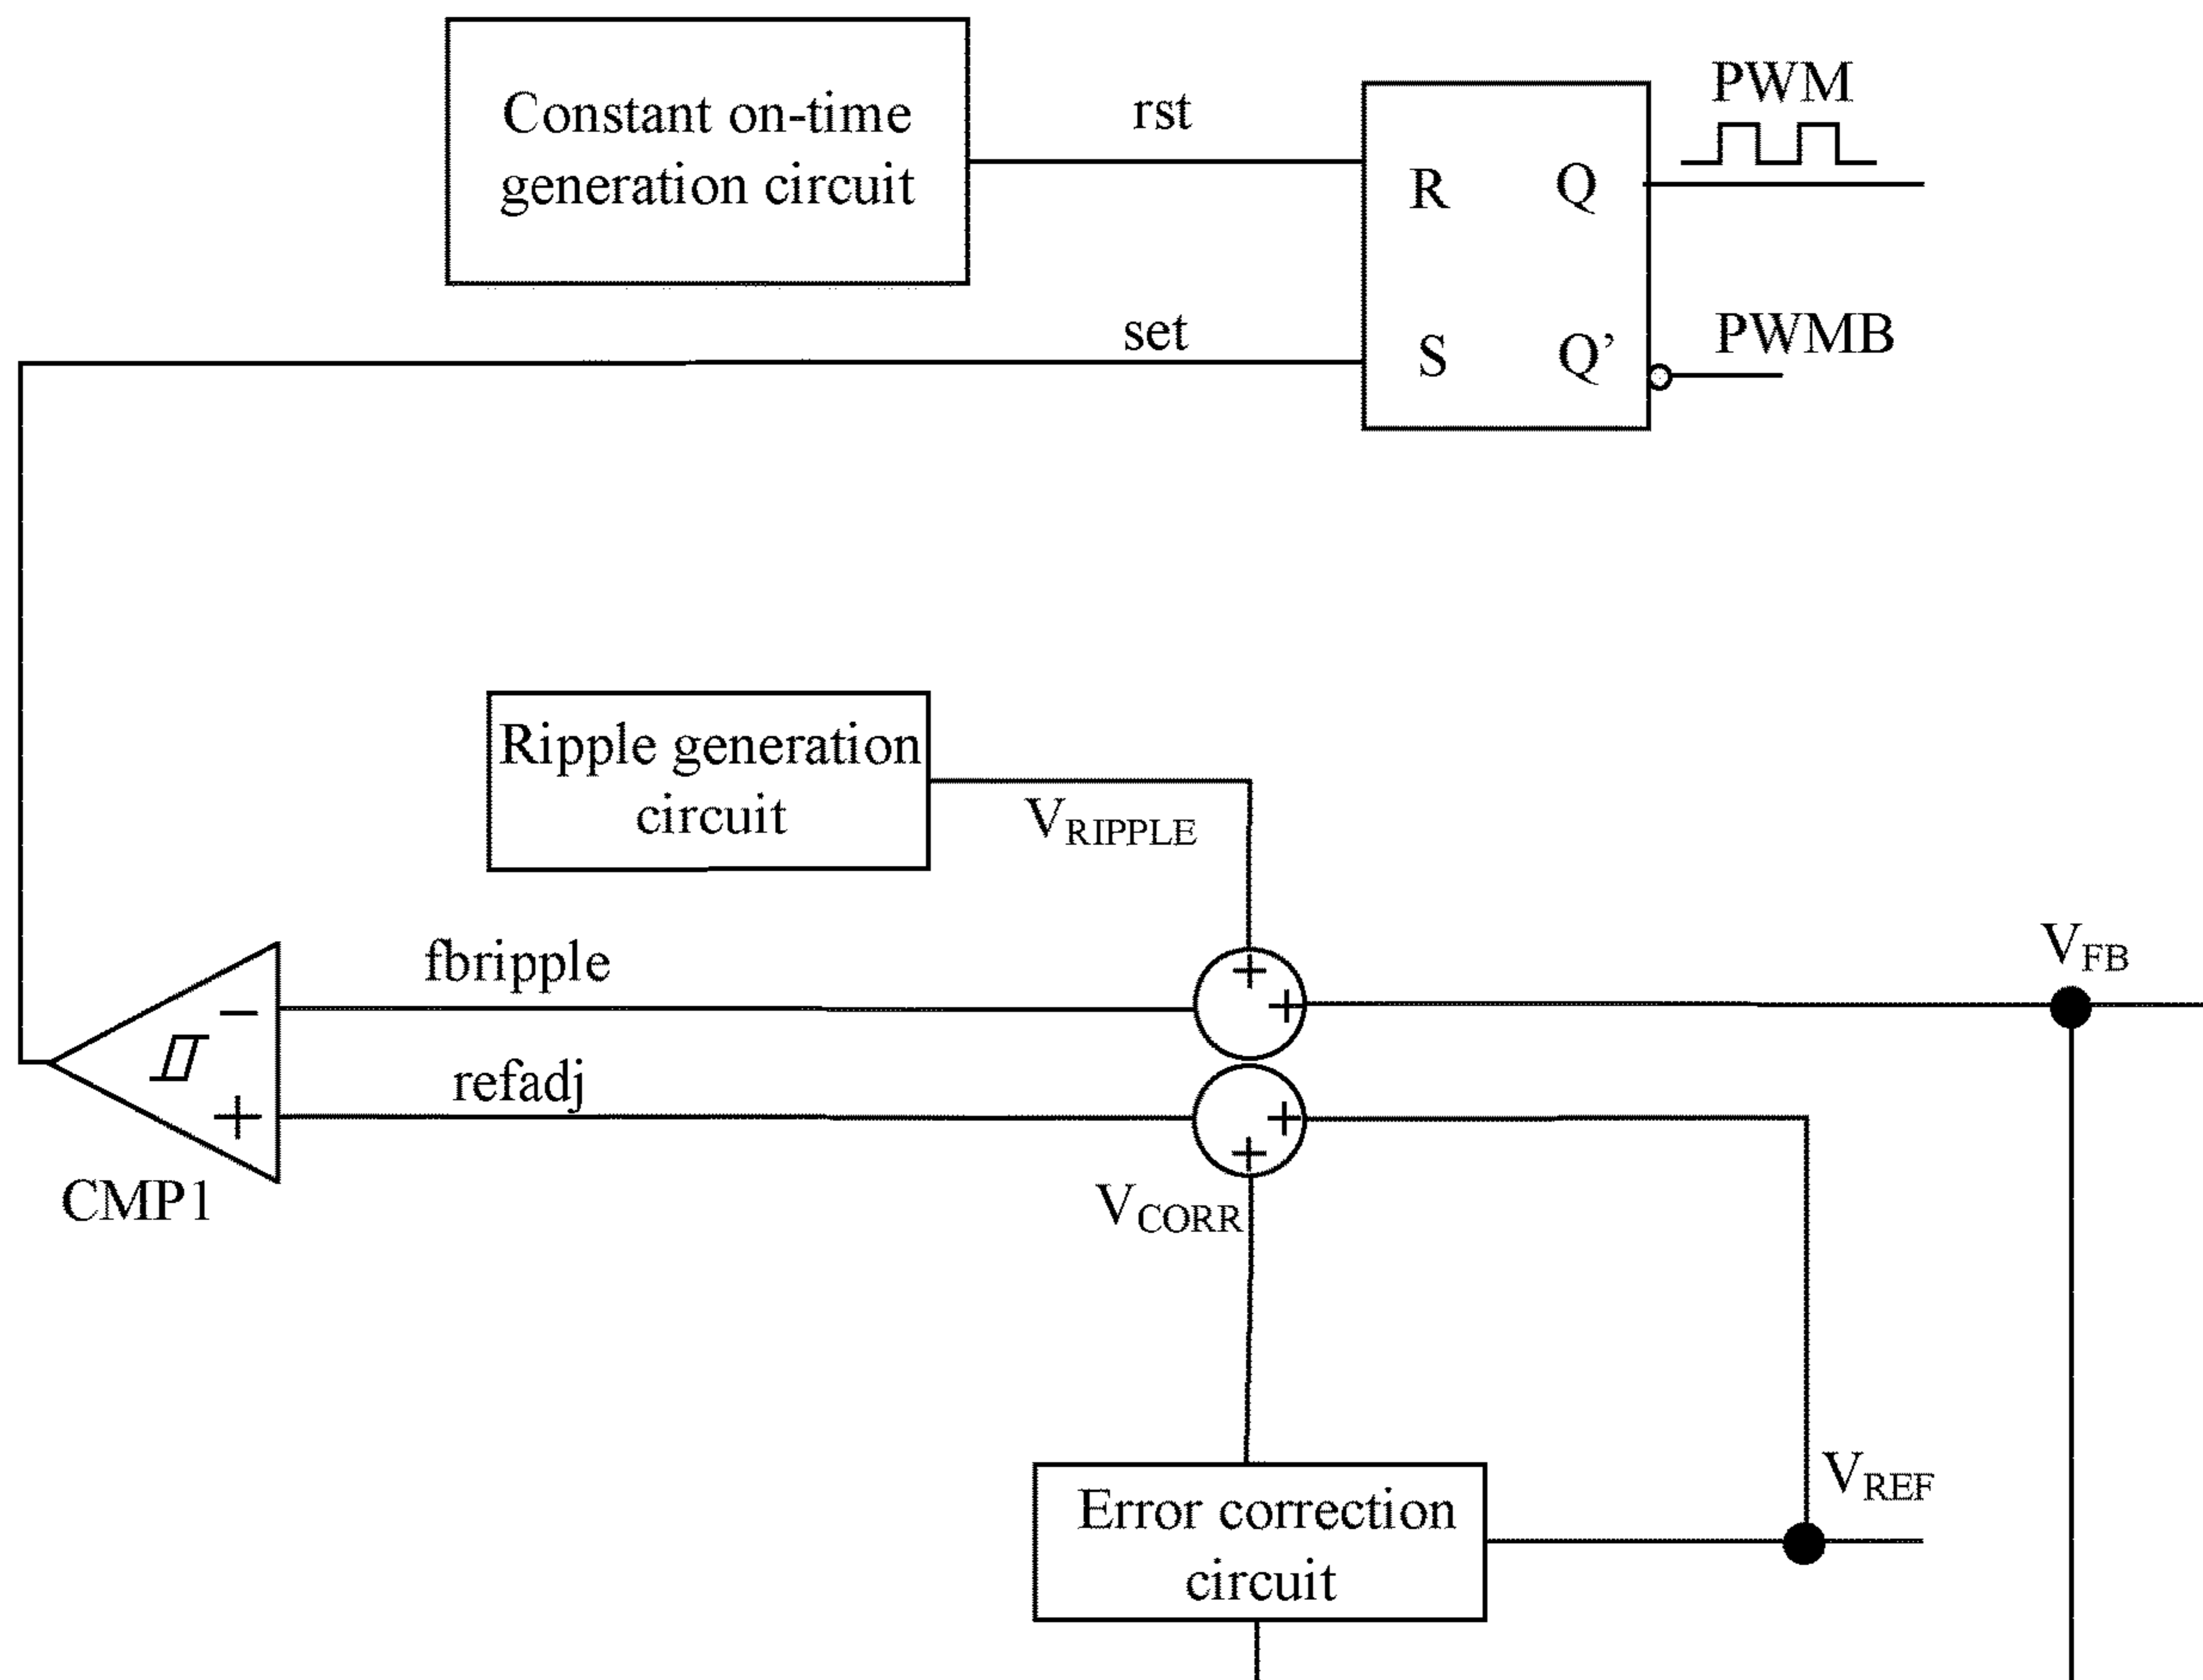 Constant on-time
generation circuit
rst
set
R
Q
S
Q’
PWM
PWMB
Ripple generation
circuit
VRIPPLE
fbripple
VFB
−
+
+
refadj
+
+
+
CMP1
VCORR
VREF
Error correction
circuit